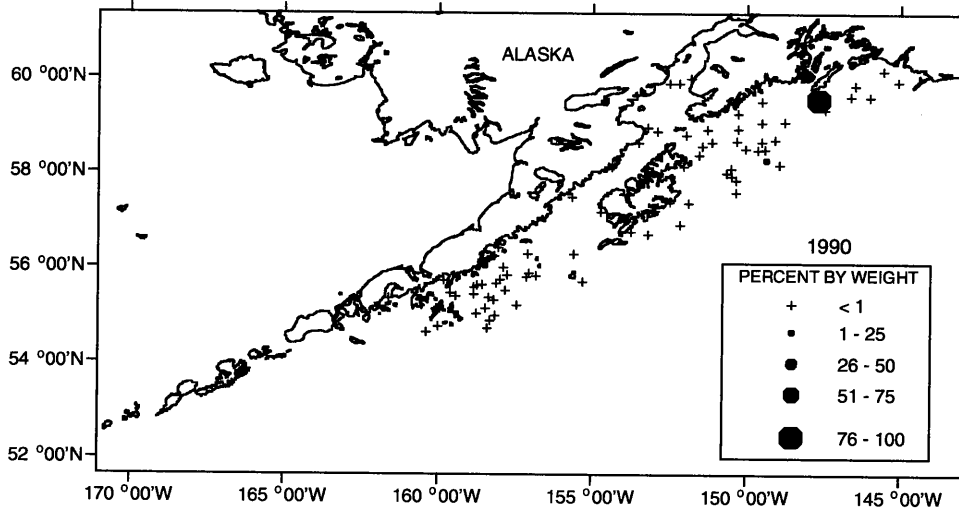 ALASKA
60 °00'N
58 °00'N
56 °00'N
54 °00'N
52 °00'N
1990
PERCENT BY WEIGHT
< 1
1 - 25
26 - 50
51 - 75
76 - 100
170 °00'W 165 °00'W 160 °00'W 155 °00'W 150 °00'W 145 °00'W